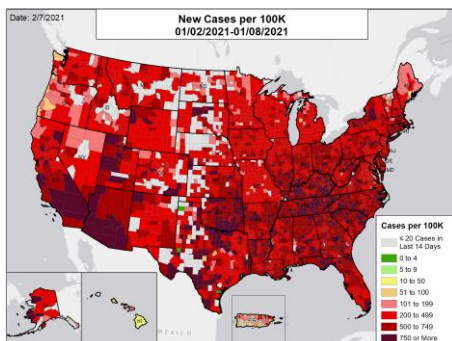 Date: 2/7/2021
New Cases per 100K
01/02/2021-01/08/2021
Cases per 100K
≤ 20 Cases in
Last 14 Days
0 to 4
5 to 9
10 to 50
51 to 100
101 to 199
200 to 499
500 to 749
750 or More
MÉXICO